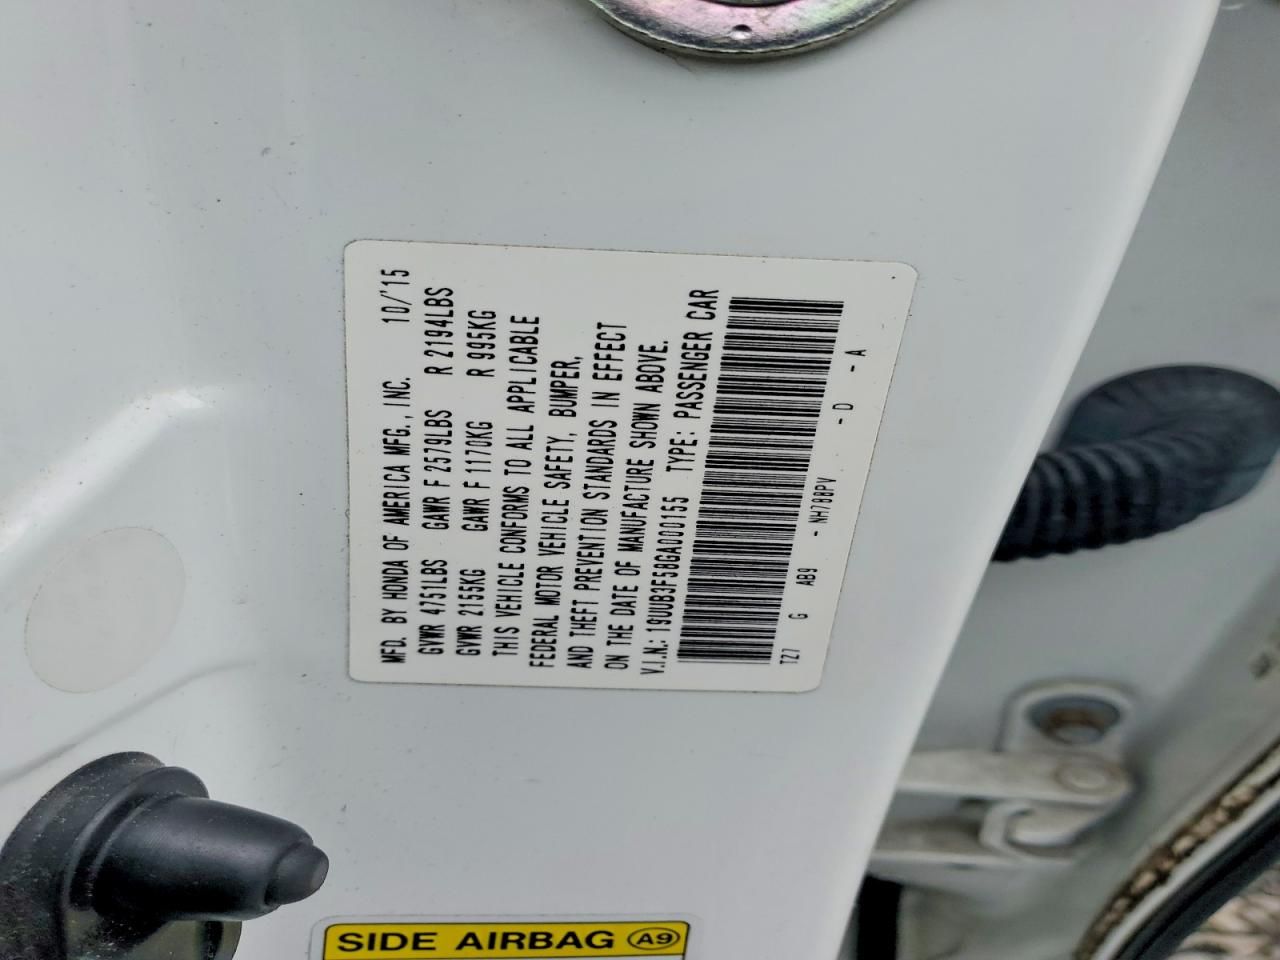 MFD. BY HONDA OF AMERICA MFG., INC. 10/'15
GVWR 4751LBS GAWR F 2579LBS R 2194LBS
GVWR 2155KG GAWR F 1170KG R 995KG
THIS VEHICLE CONFORMS TO ALL APPLICABLE
FEDERAL MOTOR VEHICLE SAFETY, BUMPER,
AND THEFT PREVENTION STANDARDS IN EFFECT
ON THE DATE OF MANUFACTURE SHOWN ABOVE.
V.I.N.: 19UUB3F58GA000155 TYPE: PASSENGER CAR
TZ7 G AB9 - NH788PV - D - A
SIDE AIRBAG A9